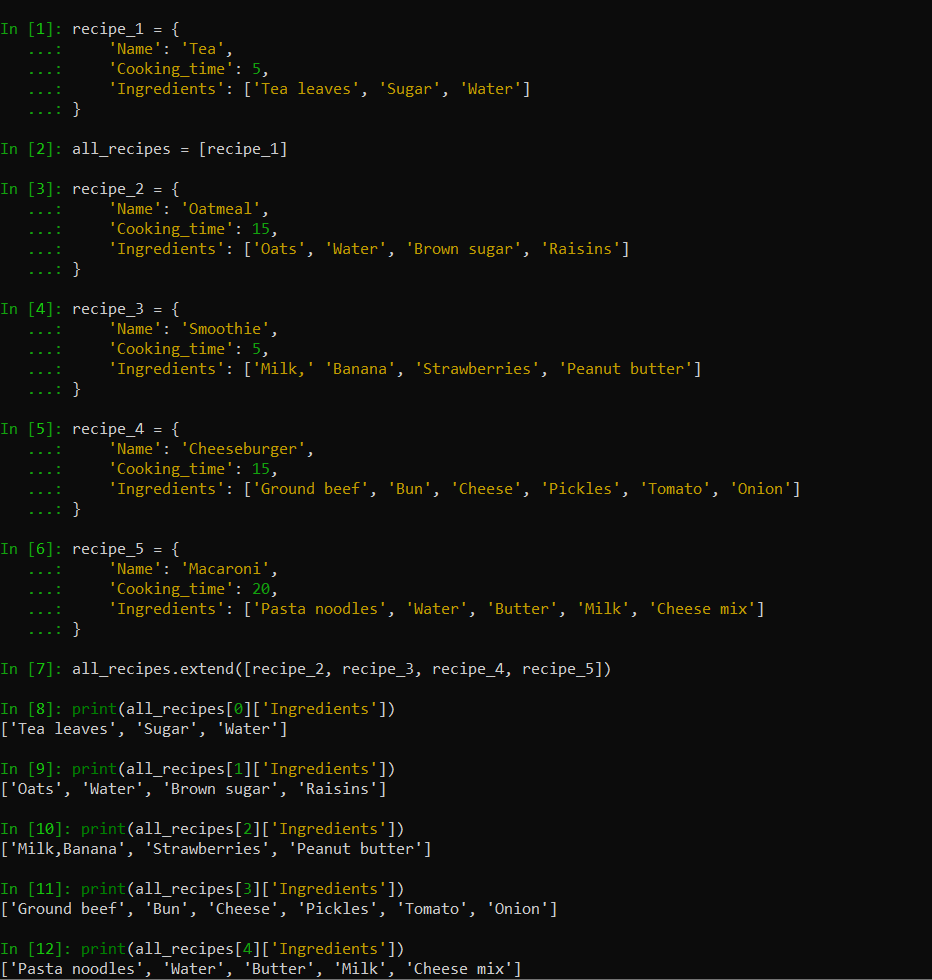 In [1]: recipe_1 = {
   ...:     'Name': 'Tea',
   ...:     'Cooking_time': 5,
   ...:     'Ingredients': ['Tea leaves', 'Sugar', 'Water']
   ...: }
In [2]: all_recipes = [recipe_1]
In [3]: recipe_2 = {
   ...:     'Name': 'Oatmeal',
   ...:     'Cooking_time': 15,
   ...:     'Ingredients': ['Oats', 'Water', 'Brown sugar', 'Raisins']
   ...: }
In [4]: recipe_3 = {
   ...:     'Name': 'Smoothie',
   ...:     'Cooking_time': 5,
   ...:     'Ingredients': ['Milk,' 'Banana', 'Strawberries', 'Peanut butter']
   ...: }
In [5]: recipe_4 = {
   ...:     'Name': 'Cheeseburger',
   ...:     'Cooking_time': 15,
   ...:     'Ingredients': ['Ground beef', 'Bun', 'Cheese', 'Pickles', 'Tomato', 'Onion']
   ...: }
In [6]: recipe_5 = {
   ...:     'Name': 'Macaroni',
   ...:     'Cooking_time': 20,
   ...:     'Ingredients': ['Pasta noodles', 'Water', 'Butter', 'Milk', 'Cheese mix']
   ...: }
In [7]: all_recipes.extend([recipe_2, recipe_3, recipe_4, recipe_5])
In [8]: print(all_recipes[0]['Ingredients'])
['Tea leaves', 'Sugar', 'Water']
In [9]: print(all_recipes[1]['Ingredients'])
['Oats', 'Water', 'Brown sugar', 'Raisins']
In [10]: print(all_recipes[2]['Ingredients'])
['Milk,Banana', 'Strawberries', 'Peanut butter']
In [11]: print(all_recipes[3]['Ingredients'])
['Ground beef', 'Bun', 'Cheese', 'Pickles', 'Tomato', 'Onion']
In [12]: print(all_recipes[4]['Ingredients'])
['Pasta noodles', 'Water', 'Butter', 'Milk', 'Cheese mix']